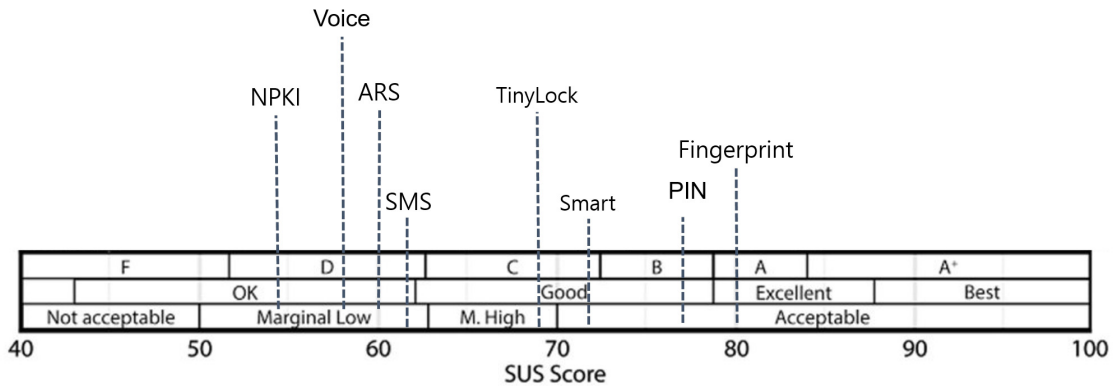 Voice
NPKI
ARS
TinyLock
Fingerprint
PIN
SMS
Smart
F D C B A A+
OK Good Excellent Best
Not acceptable Marginal Low M. High Acceptable
40 50 60 70 80 90 100
SUS Score